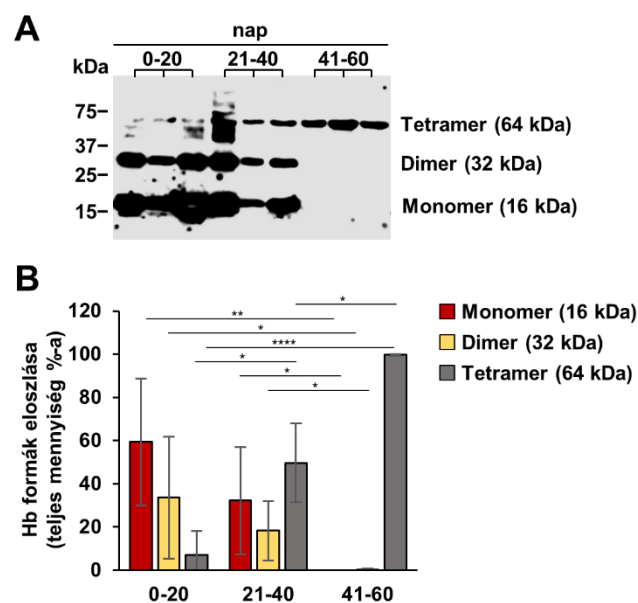 A
nap
0-20 21-40 41-60
kDa
75–
37–
25–
15–
Tetramer (64 kDa)
Dimer (32 kDa)
Monomer (16 kDa)
B
Hb formák eloszlása
(teljes mennyiség %-a)
120
100
80
60
40
20
0
*
**
*
****
*
*
*
Monomer (16 kDa)
Dimer (32 kDa)
Tetramer (64 kDa)
0-20 21-40 41-60